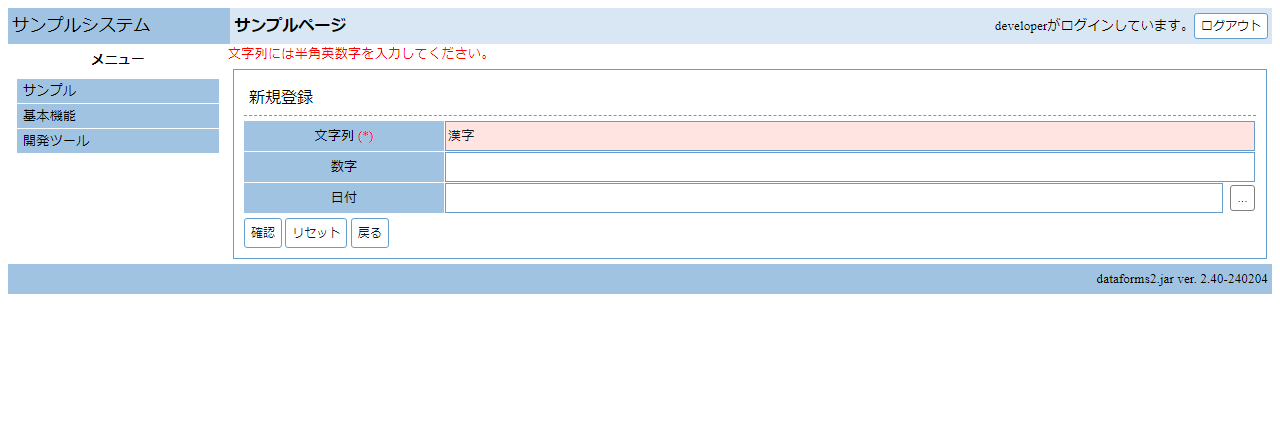 サンプルシステム
サンプルページ
developerがログインしています。 ログアウト
メニュー
文字列には半角英数字を入力してください。
サンプル
基本機能
開発ツール
新規登録
文字列 (*) 漢字
数字
日付 ...
確認 リセット 戻る
dataforms2.jar ver. 2.40-240204